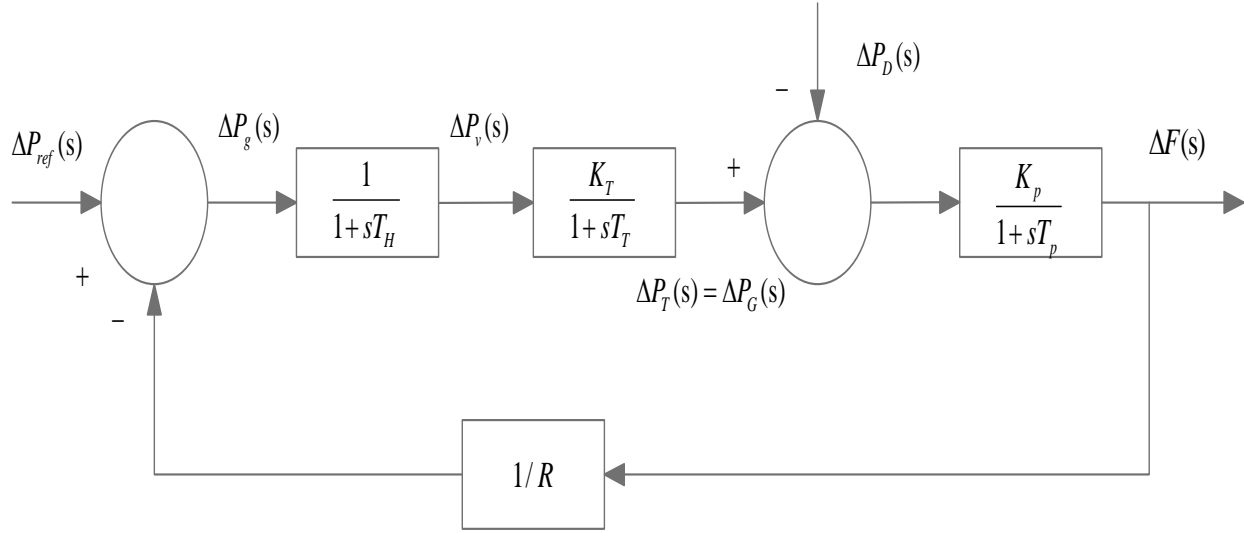 ΔP_D(s)
−
ΔP_ref(s)
ΔP_g(s)
ΔP_v(s)
ΔF(s)
+
1
1+sT_H
K_T
1+sT_T
K_p
1+sT_p
+
ΔP_T(s) = ΔP_G(s)
−
1/R